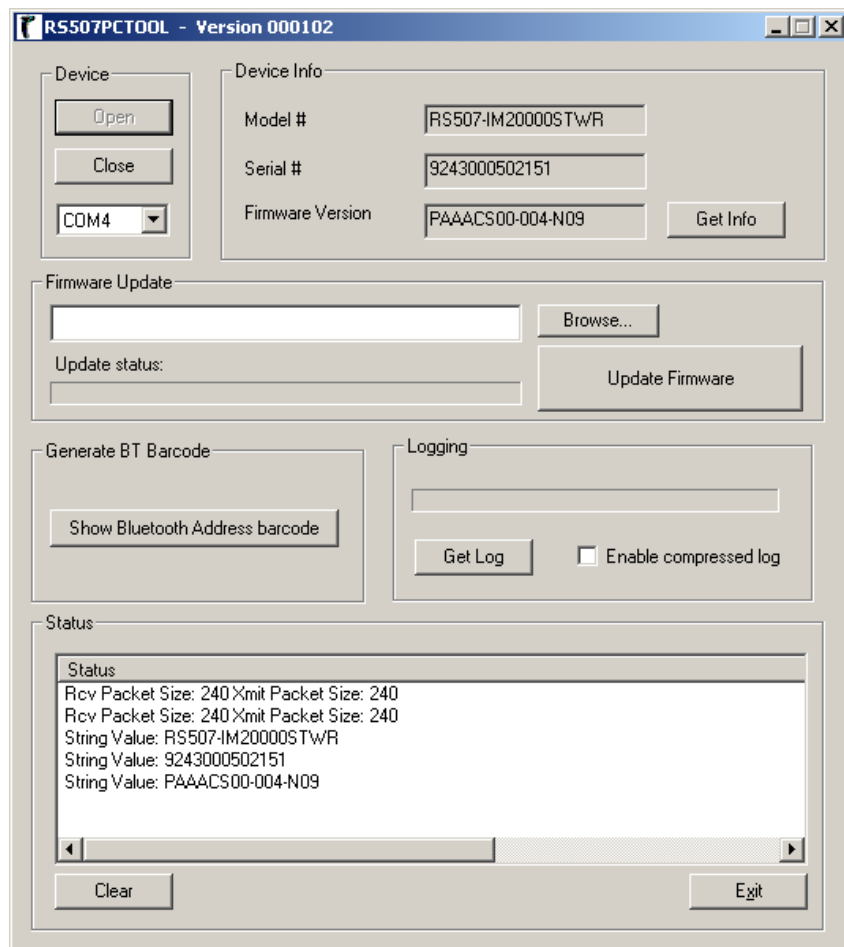 RS507PCTOOL - Version 000102
Device
Open
Close
COM4
Device Info
Model #
RS507-IM20000STWR
Serial #
9243000502151
Firmware Version
PAAACS00-004-N09
Get Info
Firmware Update
Browse...
Update status:
Update Firmware
Generate BT Barcode
Show Bluetooth Address barcode
Logging
Get Log
Enable compressed log
Status
Status
Rcv Packet Size: 240 Xmit Packet Size: 240
Rcv Packet Size: 240 Xmit Packet Size: 240
String Value: RS507-IM20000STWR
String Value: 9243000502151
String Value: PAAACS00-004-N09
Clear
Exit